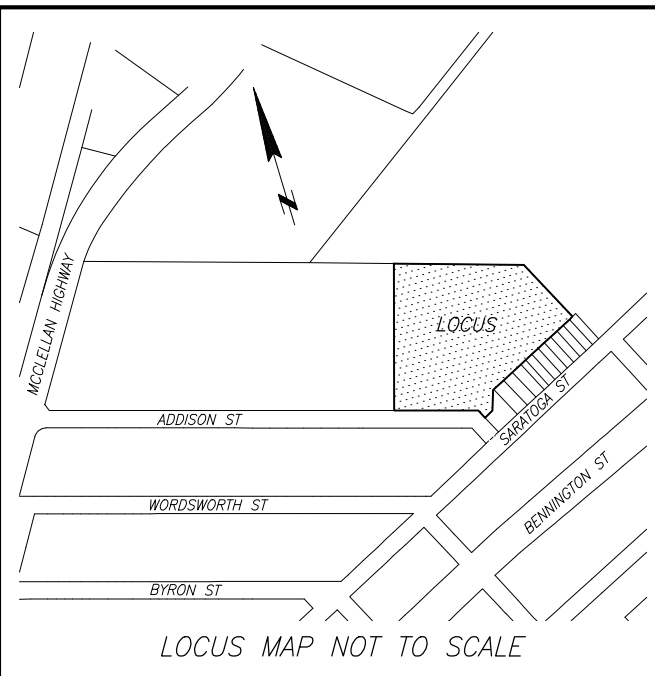 N
LOCUS
MCCLELLAN HIGHWAY
ADDISON ST
SARATOGA ST
WORDSWORTH ST
BENNINGTON ST
BYRON ST
LOCUS MAP NOT TO SCALE